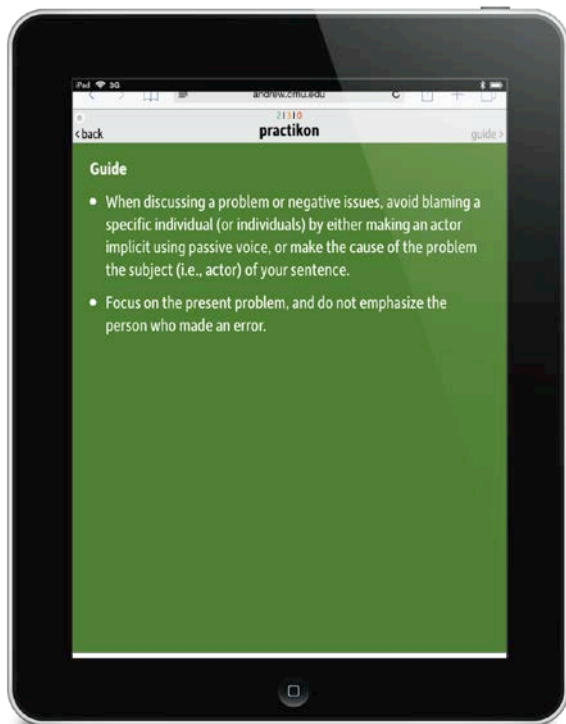 iPad 3G
andrew.cmu.edu
2 | 3 | 0
< back practikon guide >
Guide
• When discussing a problem or negative issues, avoid blaming a
specific individual (or individuals) by either making an actor
implicit using passive voice, or make the cause of the problem
the subject (i.e., actor) of your sentence.
• Focus on the present problem, and do not emphasize the
person who made an error.